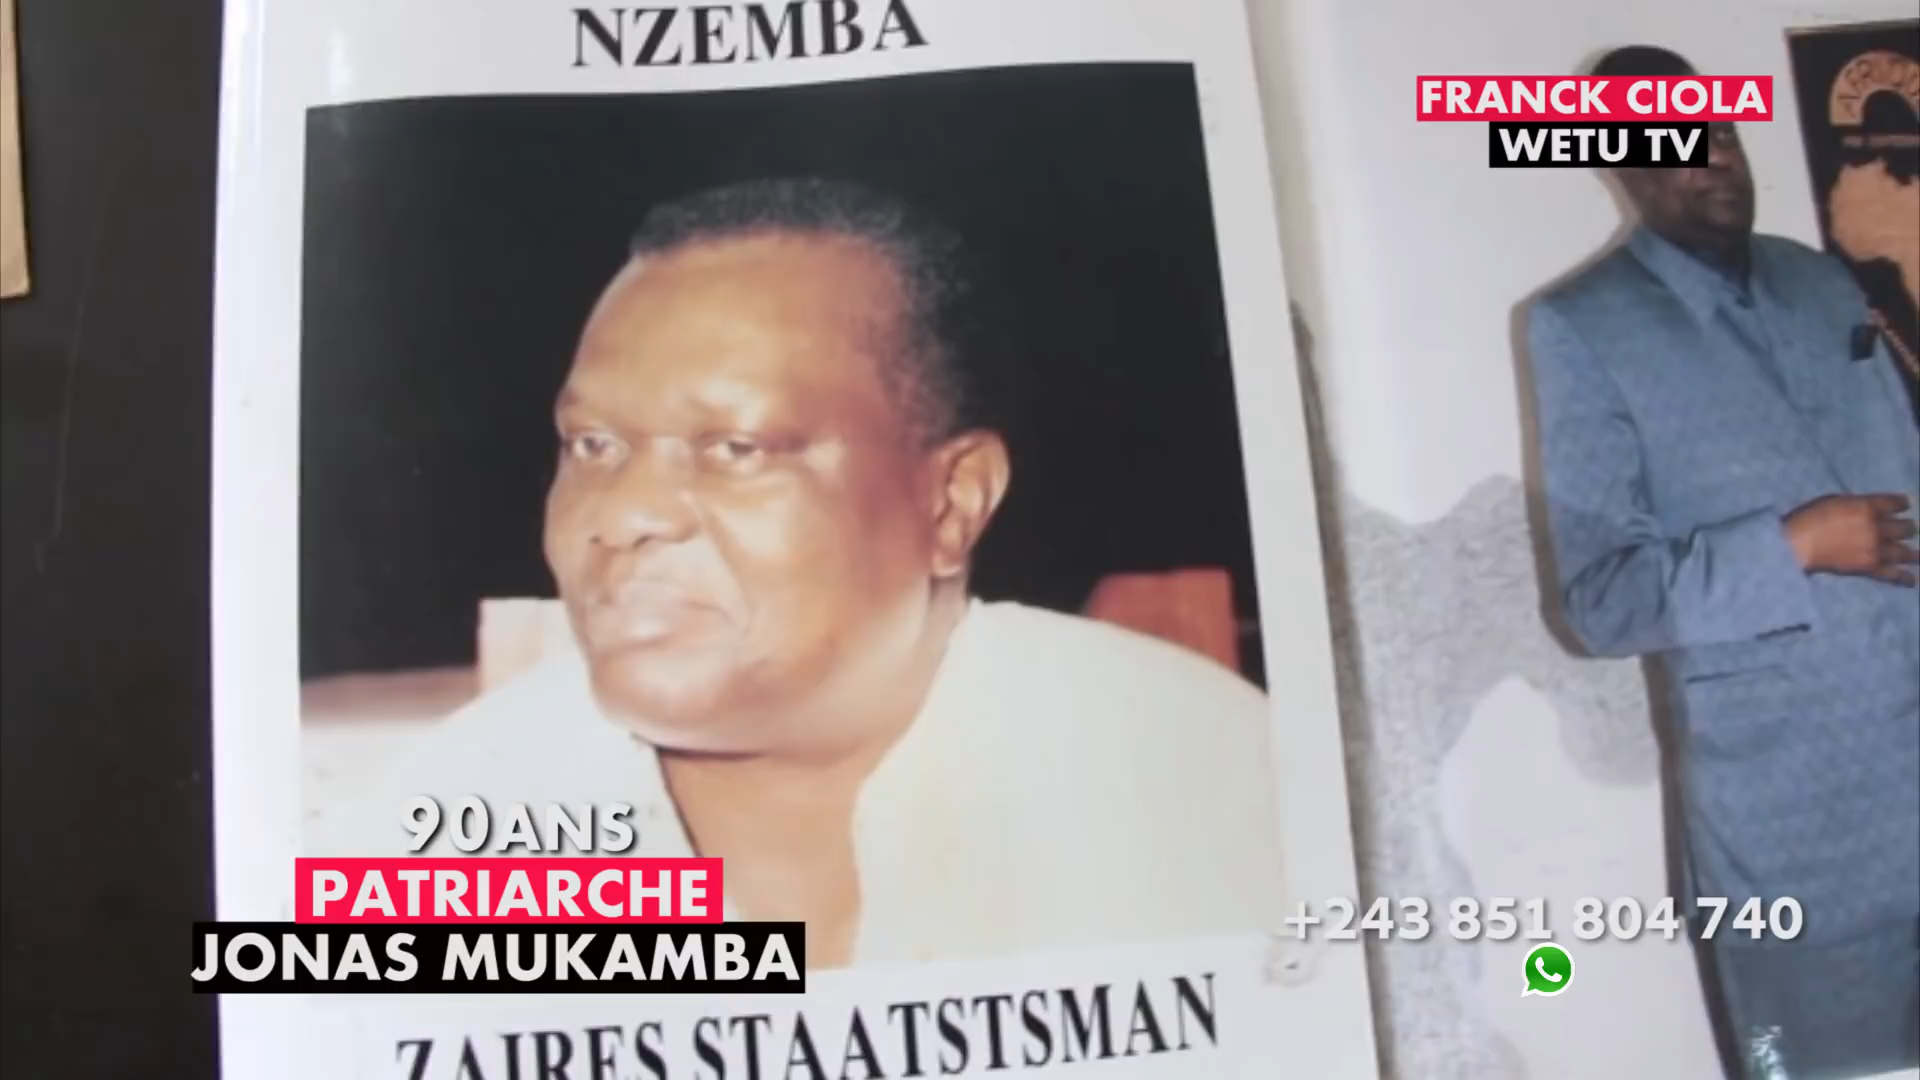 NZEMBA
FRANCK CIOLA
WETU TV
90ANS
PATRIARCHE
JONAS MUKAMBA
+243 851 804 740
ZAIRES STAATSTSMAN